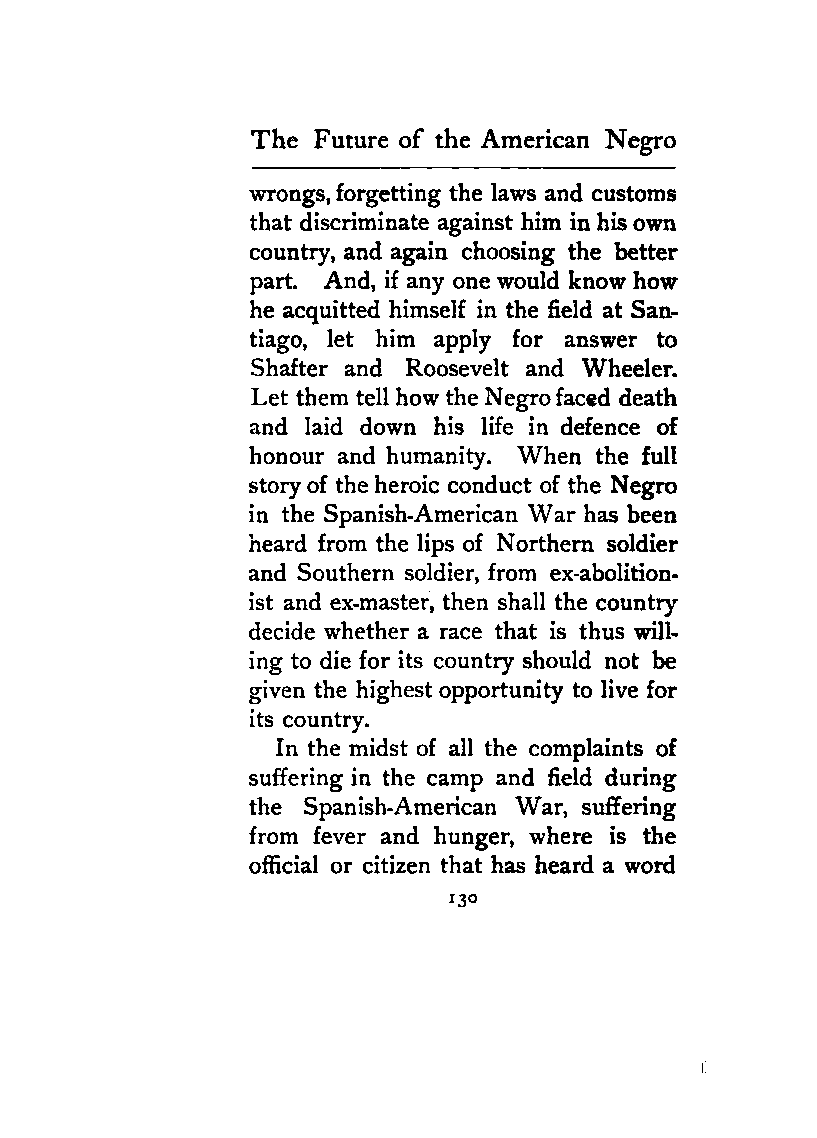 The Future of the American Negro
wrongs, forgetting the laws and customs
that discriminate against him in his own
country, and again choosing the better
part. And, if any one would know how
he acquitted himself in the field at San-
tiago, let him apply for answer to
Shafter and Roosevelt and Wheeler.
Let them tell how the Negro faced death
and laid down his life in defence of
honour and humanity. When the full
story of the heroic conduct of the Negro
in the Spanish-American War has been
heard from the lips of Northern soldier
and Southern soldier, from ex-abolition-
ist and ex-master, then shall the country
decide whether a race that is thus will-
ing to die for its country should not be
given the highest opportunity to live for
its country.
In the midst of all the complaints of
suffering in the camp and field during
the Spanish-American War, suffering
from fever and hunger, where is the
official or citizen that has heard a word
130